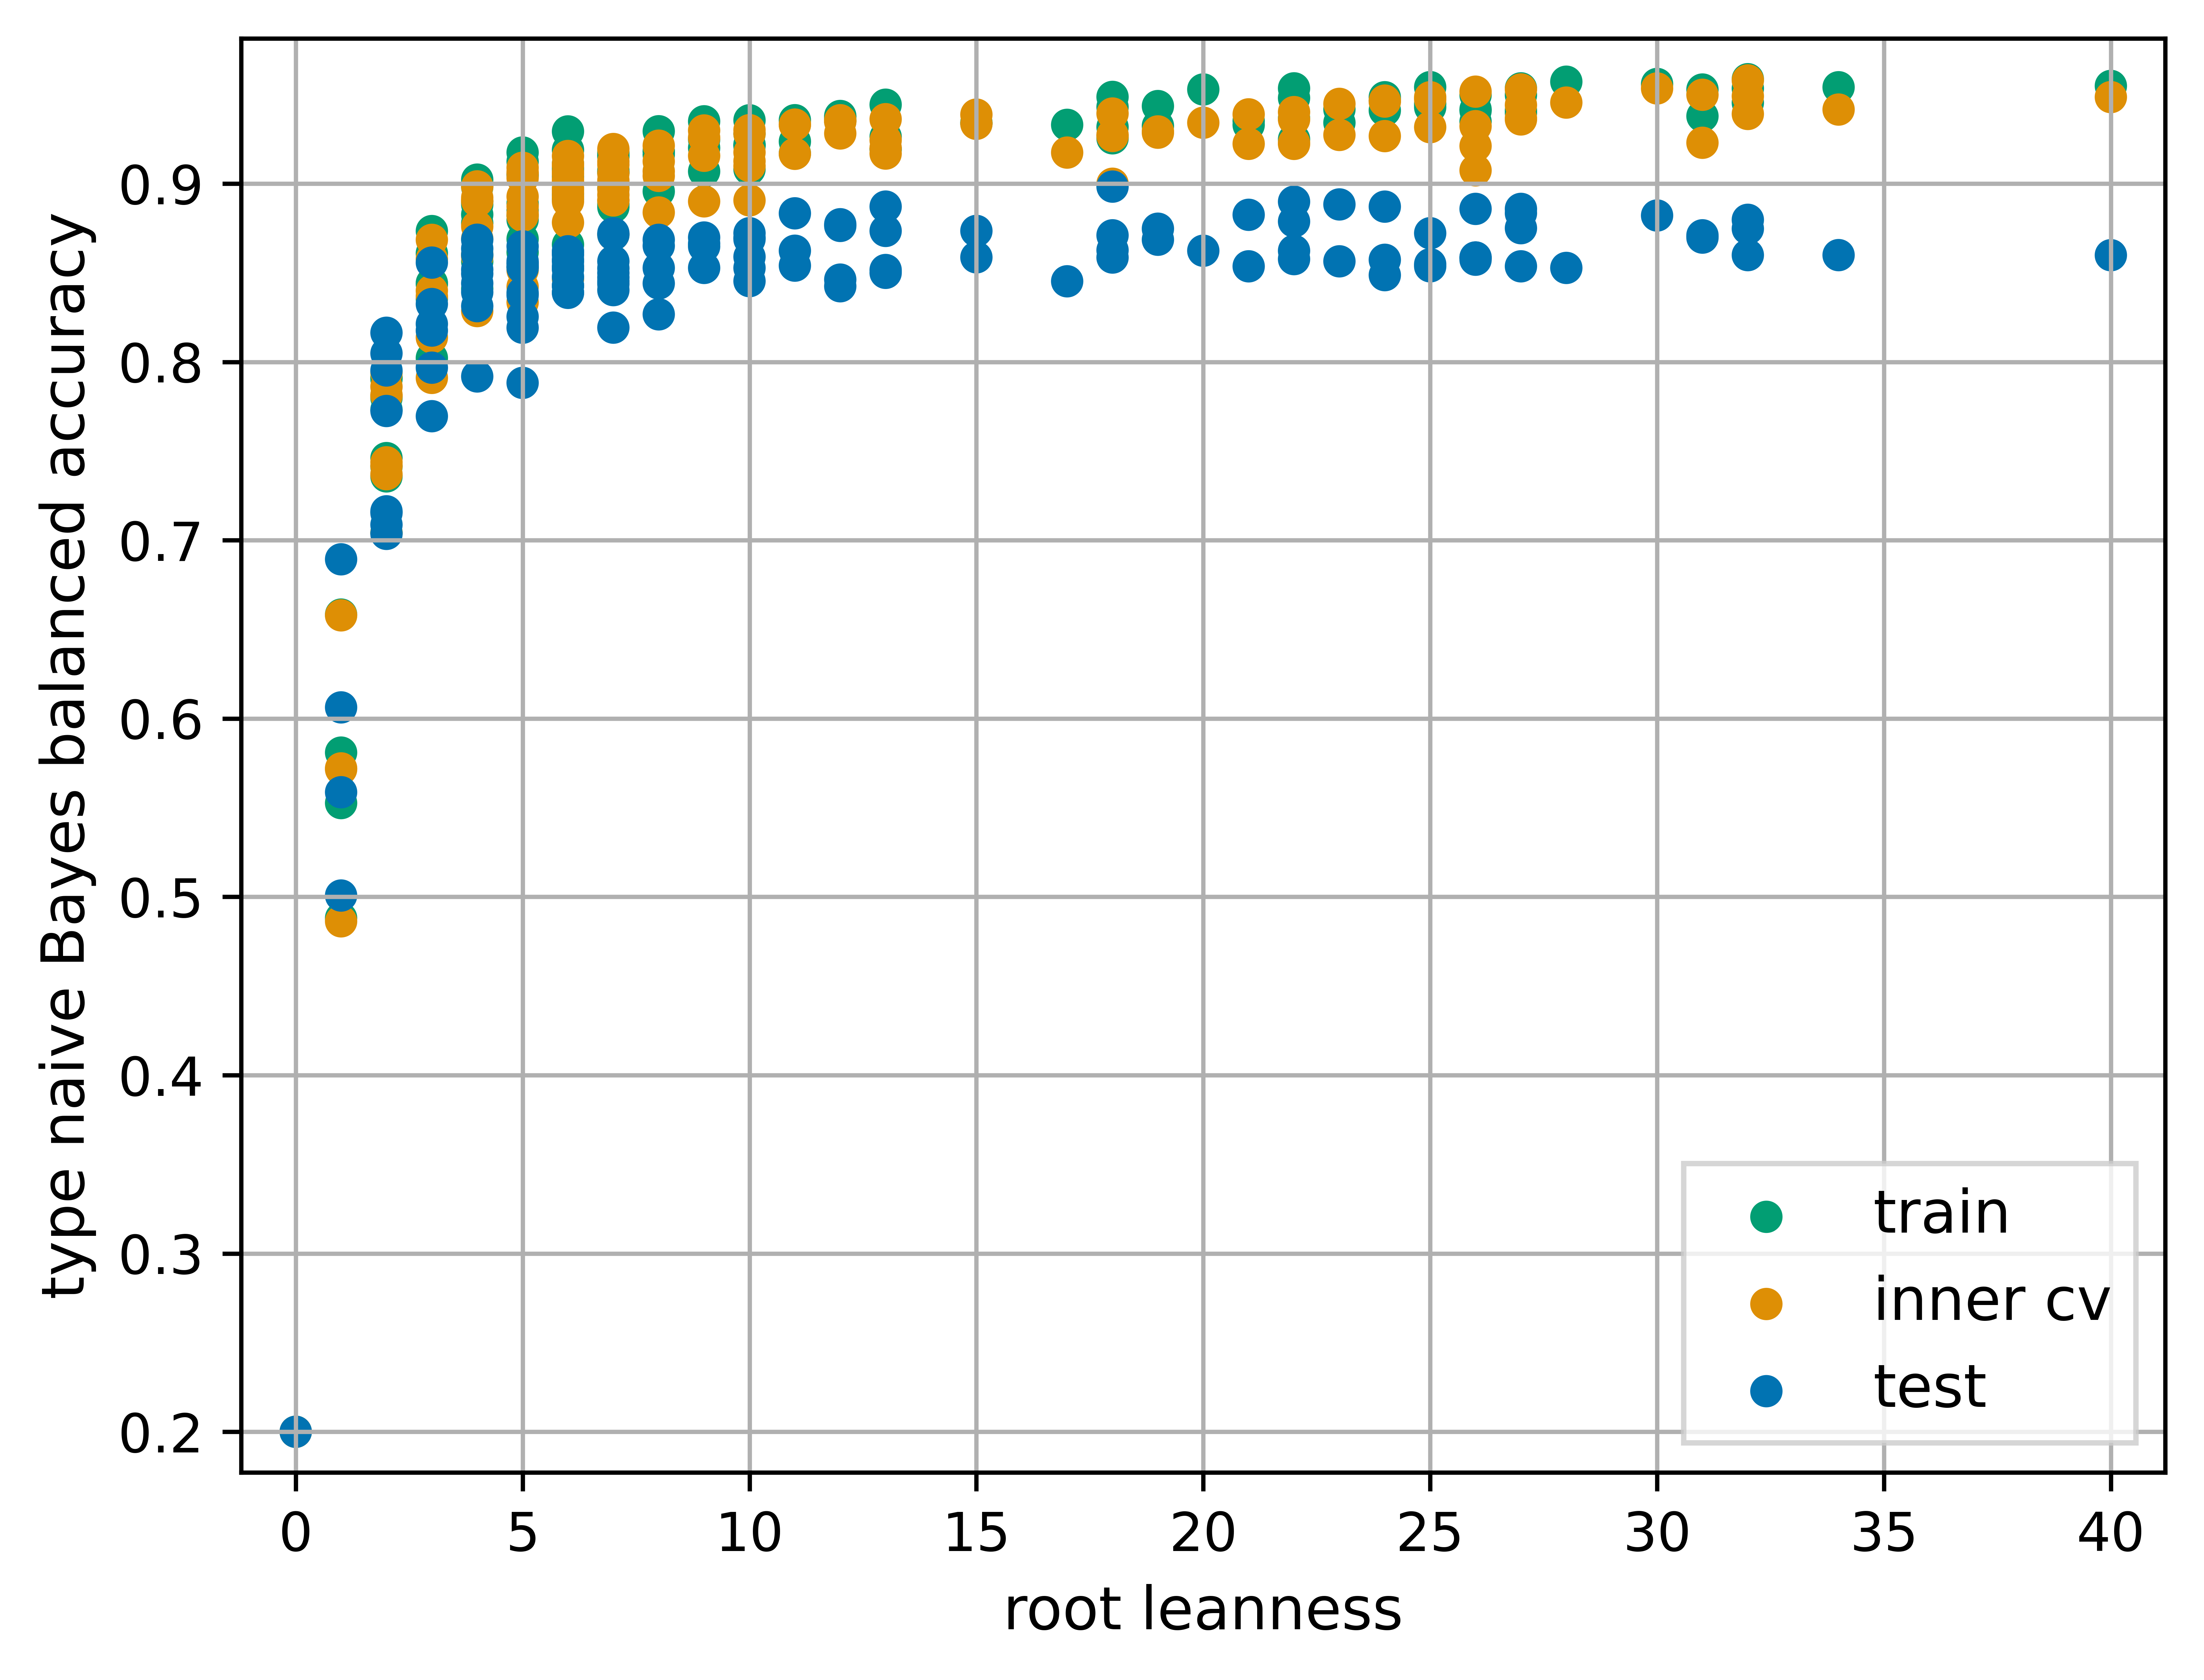 type naive Bayes balanced accuracy
0.9
0.8
0.7
0.6
0.5
0.4
0.3
0.2
train
inner cv
test
0 5 10 15 20 25 30 35 40
root leanness